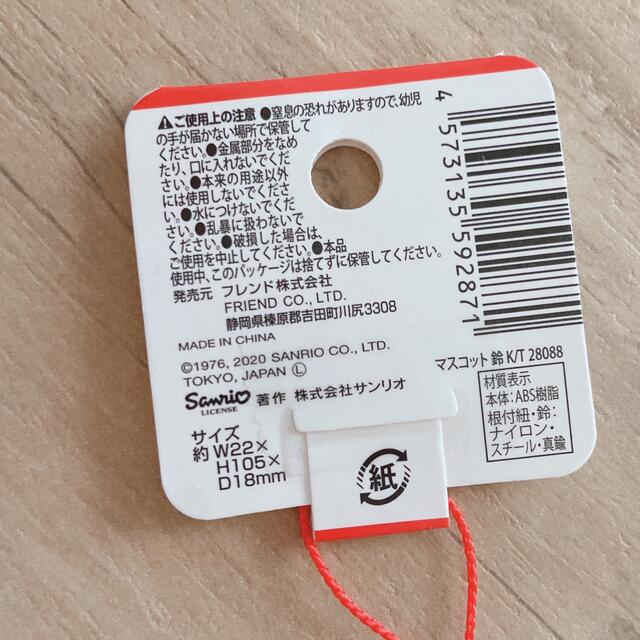 ⚠ご使用上の注意 ●窒息の恐れがありますので、幼児
の手が届かない場所で保管して
ください。●金属部分をなめ
たり、口に入れないでくだ
さい。●本来の用途以外
には使用しないでくださ
い。●水につけないでくだ
さい。●乱暴に扱わないで
ください。●破損した場合は、
ご使用を中止してください。●本品
使用中、このパッケージは捨てずに保管してください。
発売元 フレンド株式会社
FRIEND CO., LTD.
静岡県榛原郡吉田町川尻3308
MADE IN CHINA
©1976, 2020 SANRIO CO., LTD.
TOKYO, JAPAN Ⓛ
Sanrio
LICENSE
著作 株式会社サンリオ
サイズ
約 W22×
H105×
D18mm
紙
4 573135 592871
マスコット 鈴 K/T 28088
材質表示
本体：ABS樹脂
根付紐・鈴：
ナイロン・
スチール・真鍮